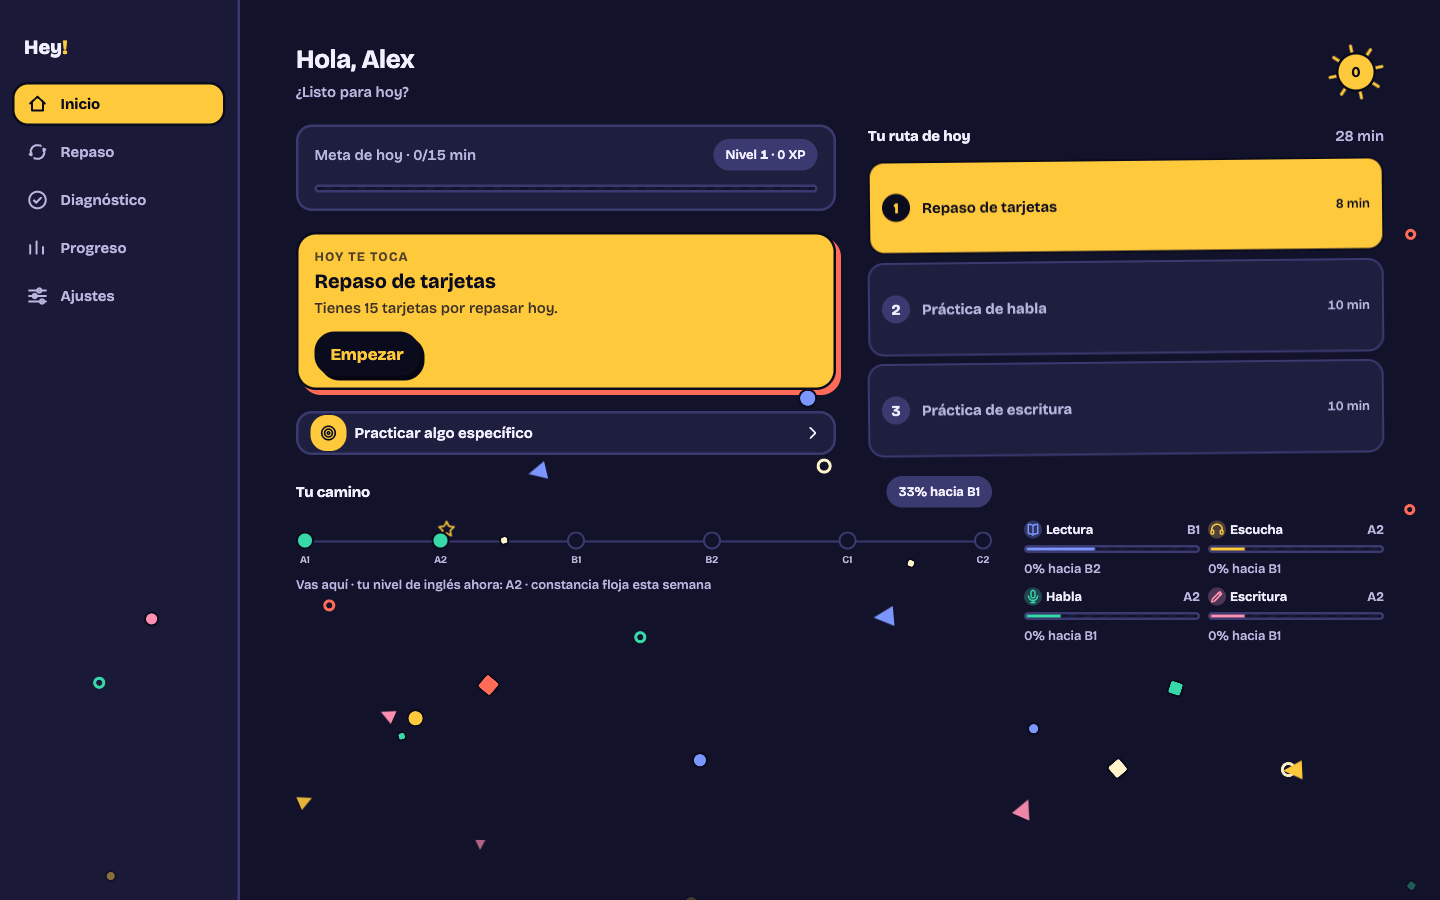 Hey!
Inicio
Repaso
Diagnóstico
Progreso
Ajustes
Hola, Alex
¿Listo para hoy?
0
Meta de hoy · 0/15 min
Nivel 1 · 0 XP
HOY TE TOCA
Repaso de tarjetas
Tienes 15 tarjetas por repasar hoy.
Empezar
Practicar algo específico
Tu ruta de hoy
28 min
1
Repaso de tarjetas
8 min
2
Práctica de habla
10 min
3
Práctica de escritura
10 min
Tu camino
33% hacia B1
A1
A2
B1
B2
C1
C2
Vas aquí · tu nivel de inglés ahora: A2 · constancia floja esta semana
Lectura
B1
0% hacia B2
Escucha
A2
0% hacia B1
Habla
A2
0% hacia B1
Escritura
A2
0% hacia B1